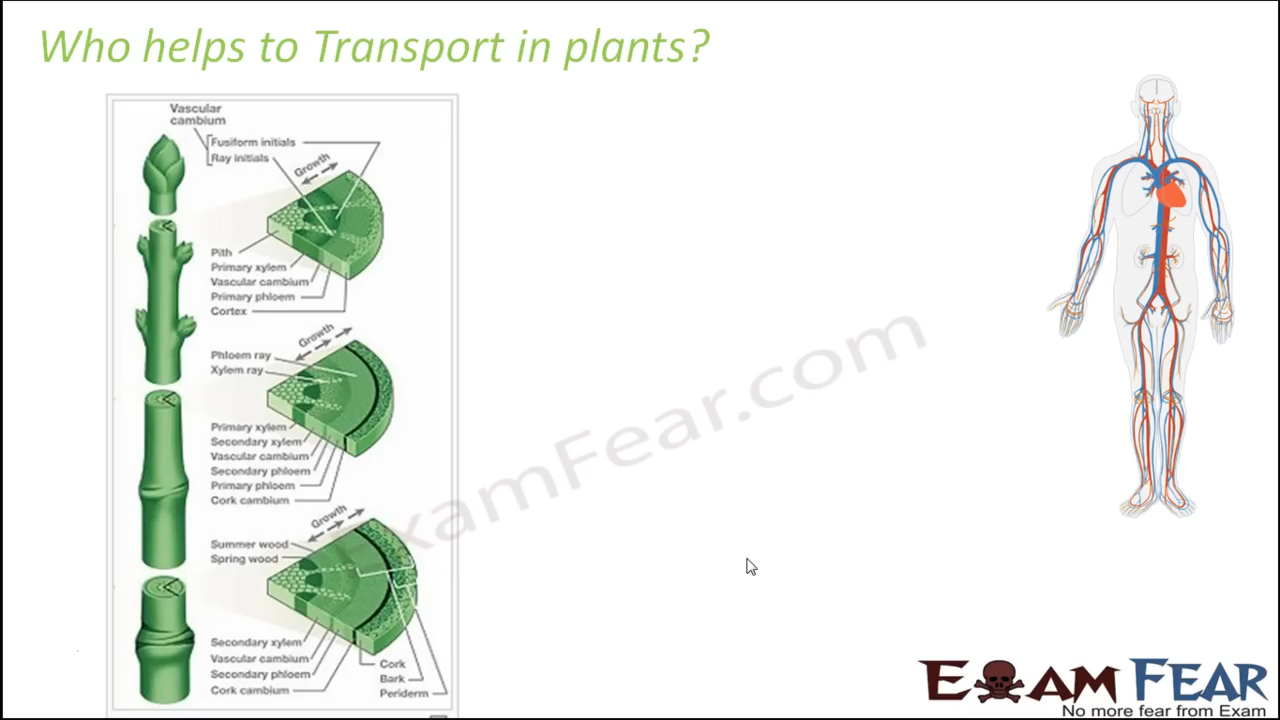 Who helps to Transport in plants?
Vascular
cambium
Fusiform initials
Ray initials
Growth
Pith
Primary xylem
Vascular cambium
Primary phloem
Cortex
Growth
Phloem ray
Xylem ray
Primary xylem
Secondary xylem
Vascular cambium
Secondary phloem
Primary phloem
Cork cambium
Growth
Summer wood
Spring wood
Secondary xylem
Vascular cambium
Secondary phloem
Cork cambium
Cork
Bark
Periderm
ExamFear.com
EXAM FEAR
No more fear from Exam